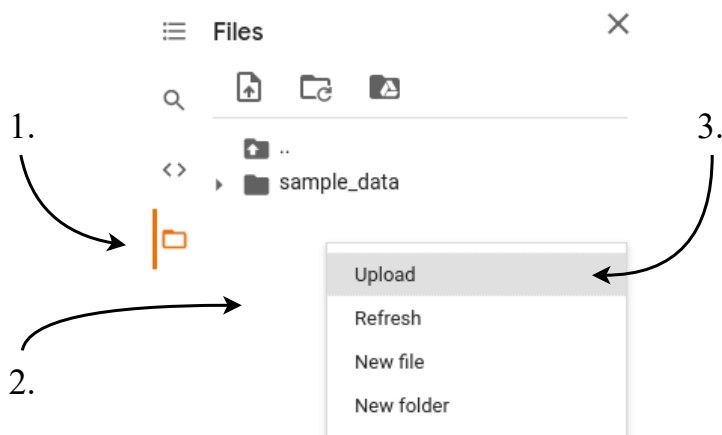 Files
1.
3.
..
sample_data
Upload
Refresh
New file
2.
New folder